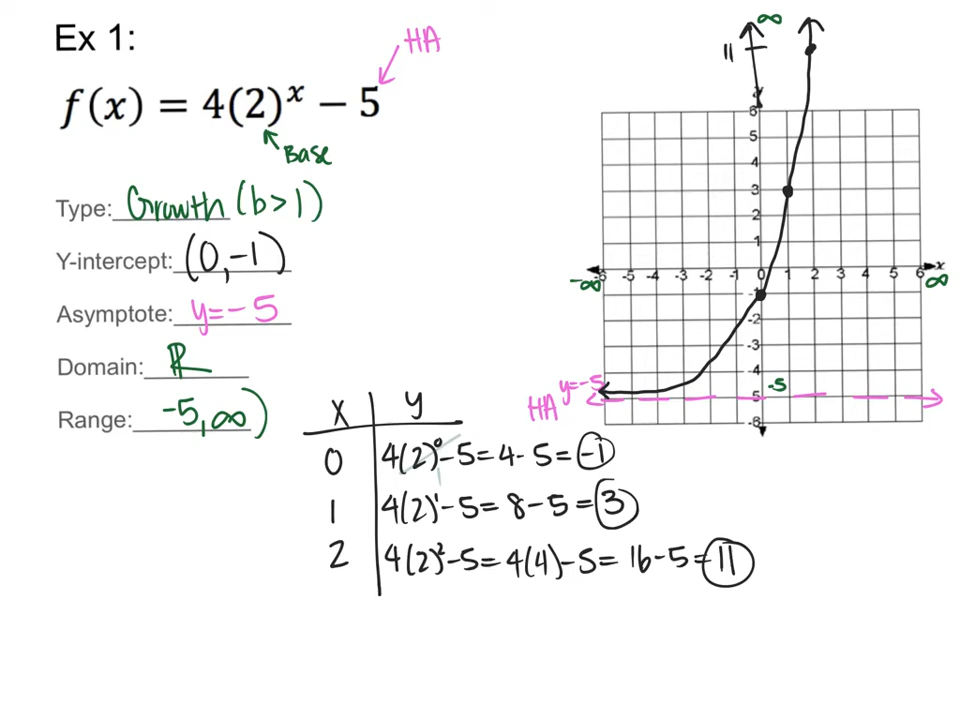 Ex 1:
HA
f(x) = 4(2)^x − 5
Base
Type: Growth (b>1)
Y-intercept: (0,-1)
Asymptote: y=-5
Domain: ℝ
Range: -5,∞)
x y
0 4(2)^0-5=4-5=-1
1 4(2)^1-5=8-5=3
2 4(2)^2-5=4(4)-5=16-5=11
∞
11
y
6
5
4
3
2
1
-∞ -6 -5 -4 -3 -2 -1 0 1 2 3 4 5 6 x ∞
-1
-2
-3
-4
-5
HA y=-5 -5
-6